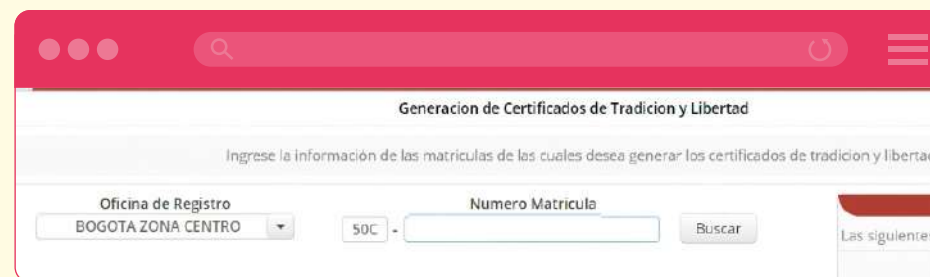 Generacion de Certificados de Tradicion y Libertad
Ingrese la información de las matriculas de las cuales desea generar los certificados de tradicion y libertad
Oficina de Registro
Numero Matricula
BOGOTA ZONA CENTRO
50C -
Buscar
Las siguientes